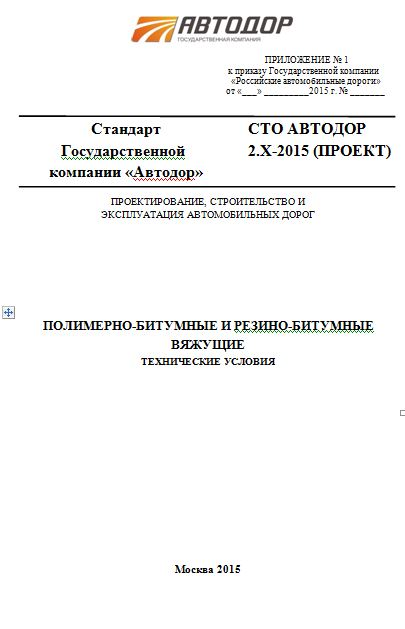 АВТОДОР
ГОСУДАРСТВЕННАЯ КОМПАНИЯ
ПРИЛОЖЕНИЕ № 1
к приказу Государственной компании
«Российские автомобильные дороги»
от «___» _________2015 г. № _______
Стандарт
Государственной
компании «Автодор»
СТО АВТОДОР
2.Х-2015 (ПРОЕКТ)
ПРОЕКТИРОВАНИЕ, СТРОИТЕЛЬСТВО И
ЭКСПЛУАТАЦИЯ АВТОМОБИЛЬНЫХ ДОРОГ
ПОЛИМЕРНО-БИТУМНЫЕ И РЕЗИНО-БИТУМНЫЕ
ВЯЖУЩИЕ
ТЕХНИЧЕСКИЕ УСЛОВИЯ
Москва 2015